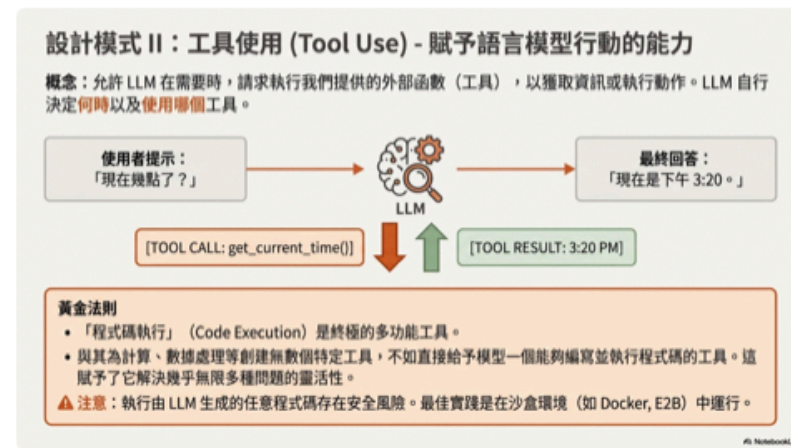 設計模式 II：工具使用 (Tool Use) - 賦予語言模型行動的能力
概念：允許 LLM 在需要時，請求執行我們提供的外部函數（工具），以獲取資訊或執行動作。LLM 自行
決定何時以及使用哪個工具。
使用者提示：
「現在幾點了？」
LLM
最終回答：
「現在是下午 3:20。」
[TOOL CALL: get_current_time()]
[TOOL RESULT: 3:20 PM]
黃金法則
• 「程式碼執行」（Code Execution）是終極的多功能工具。
• 與其為計算、數據處理等創建無數個特定工具，不如直接給予模型一個能夠編寫並執行程式碼的工具。這
賦予了它解決幾乎無限多種問題的靈活性。
注意：執行由 LLM 生成的任意程式碼存在安全風險。最佳實踐是在沙盒環境（如 Docker, E2B）中運行。